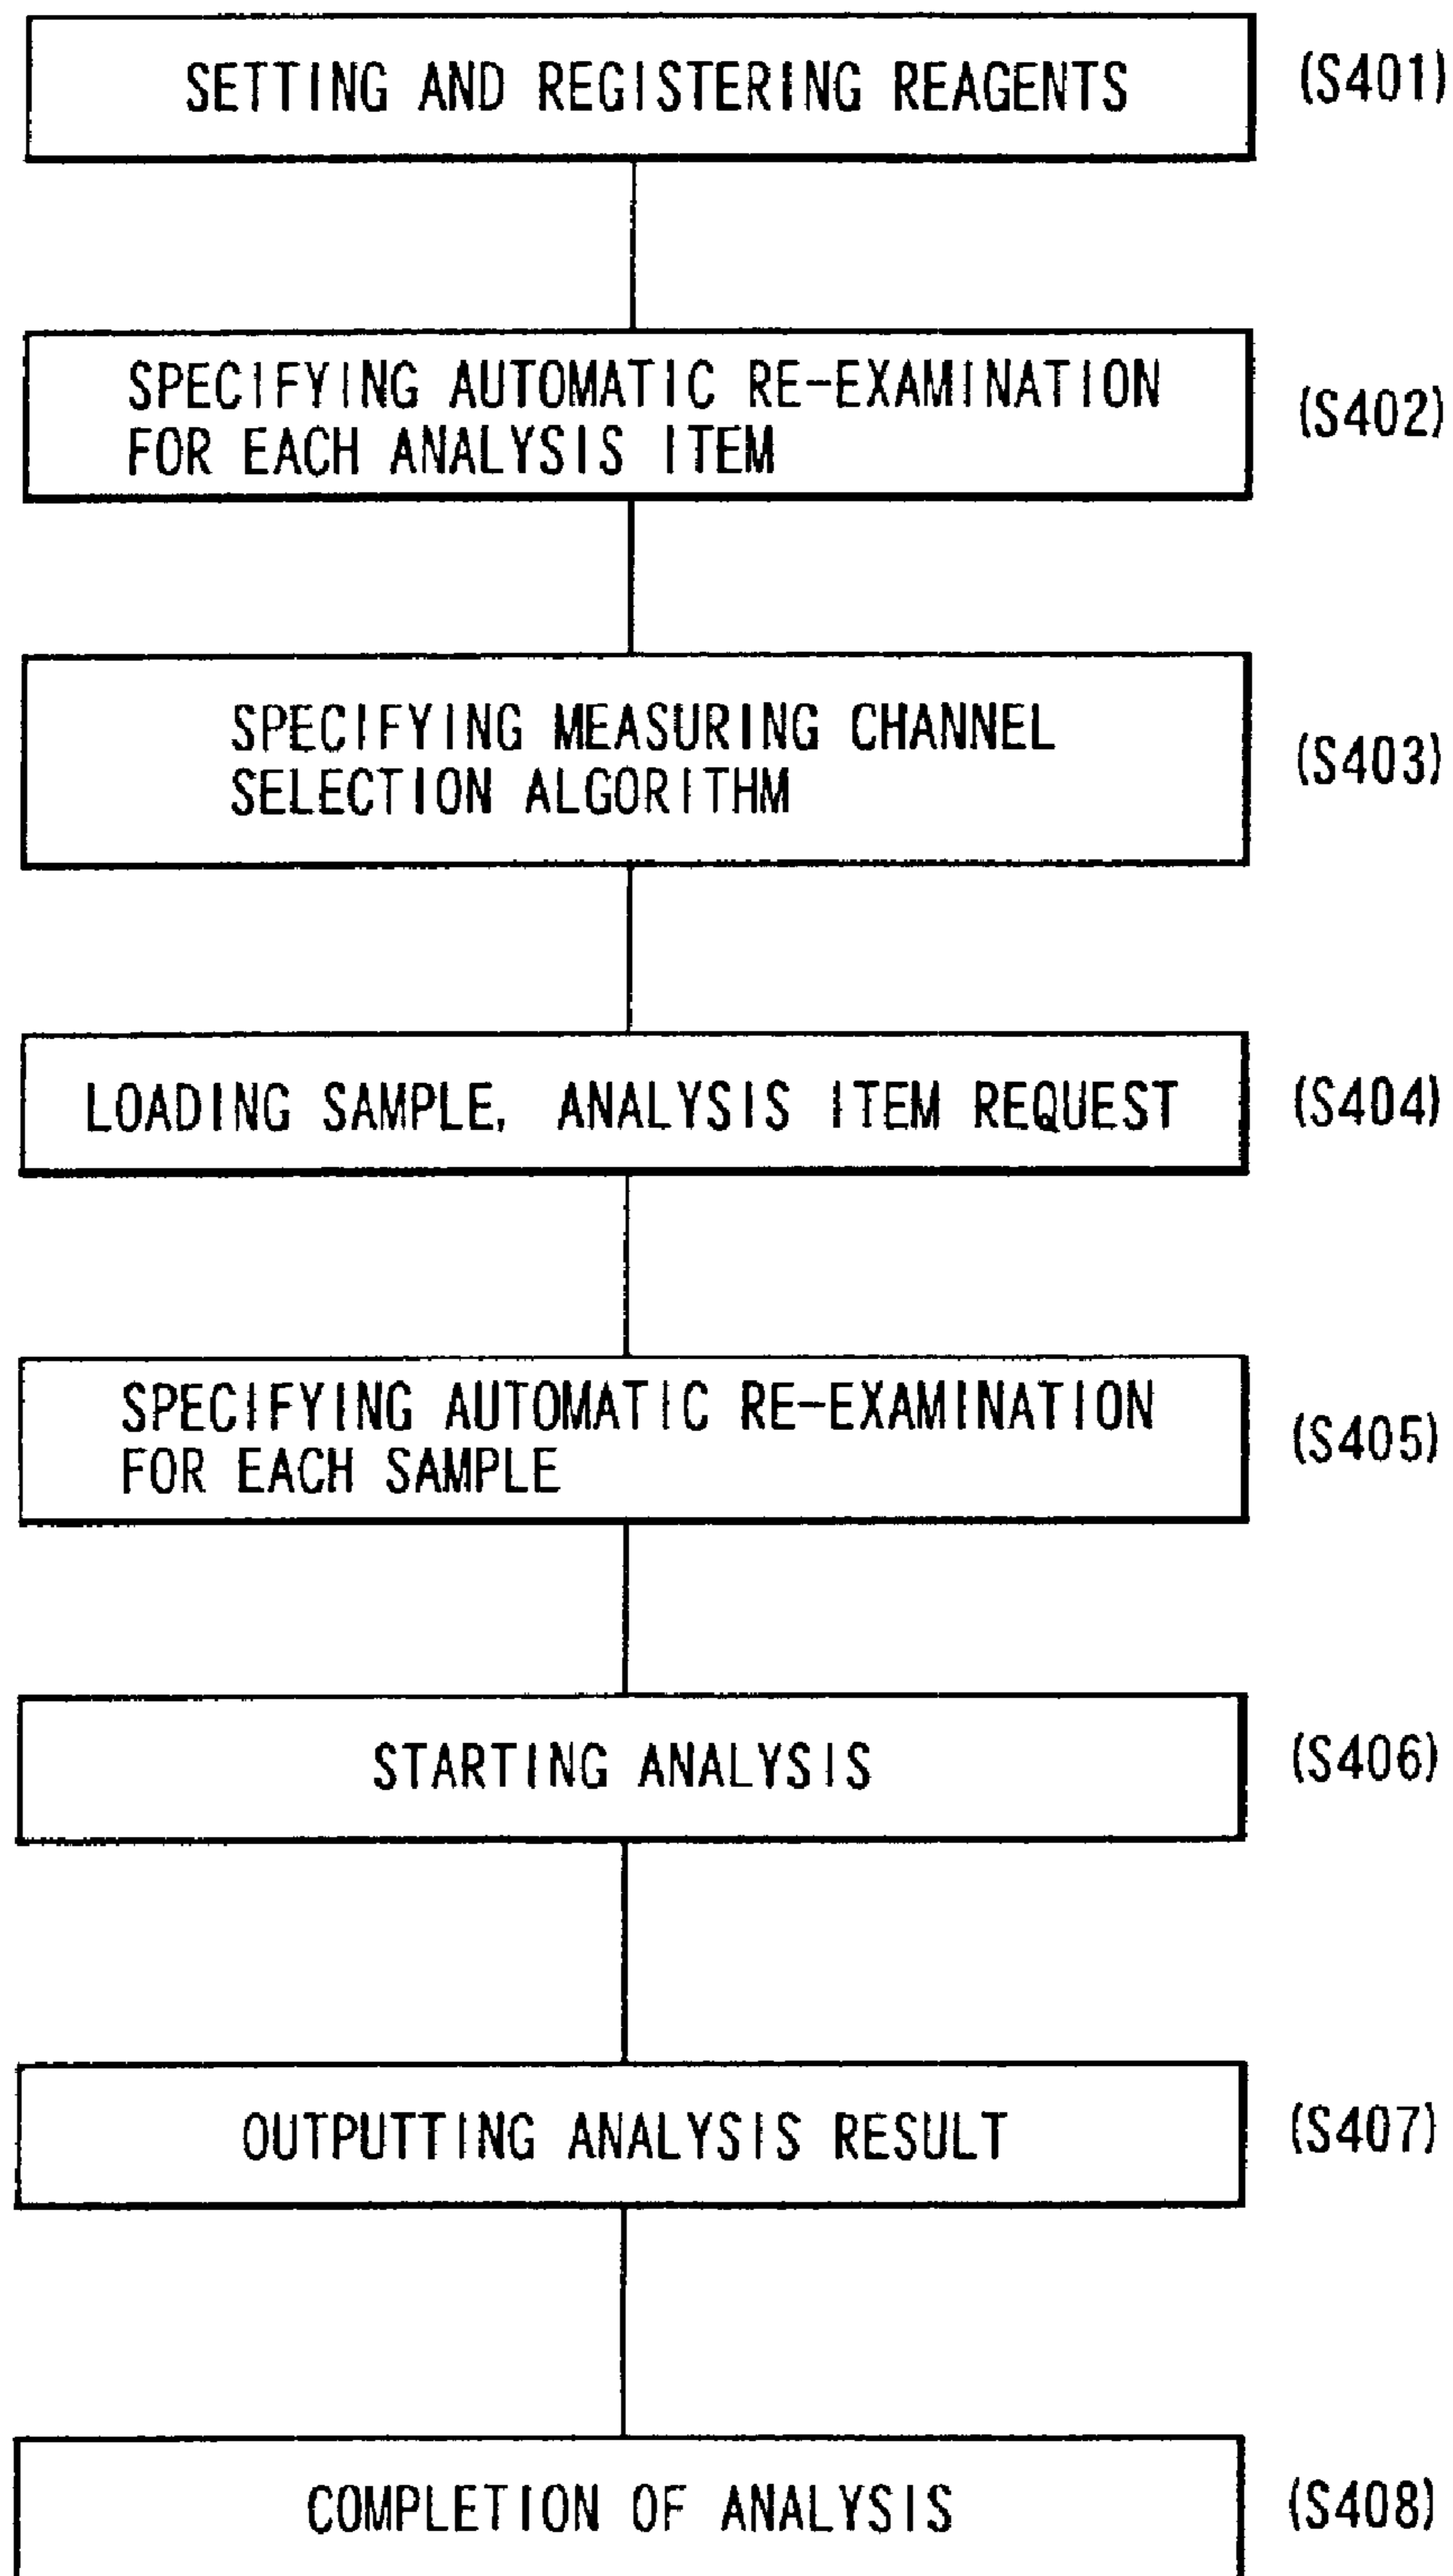 SETTING AND REGISTERING REAGENTS (S401)
SPECIFYING AUTOMATIC RE-EXAMINATION
FOR EACH ANALYSIS ITEM
(S402)
SPECIFYING MEASURING CHANNEL
SELECTION ALGORITHM
(S403)
LOADING SAMPLE, ANALYSIS ITEM REQUEST (S404)
SPECIFYING AUTOMATIC RE-EXAMINATION
FOR EACH SAMPLE
(S405)
STARTING ANALYSIS (S406)
OUTPUTTING ANALYSIS RESULT (S407)
COMPLETION OF ANALYSIS (S408)